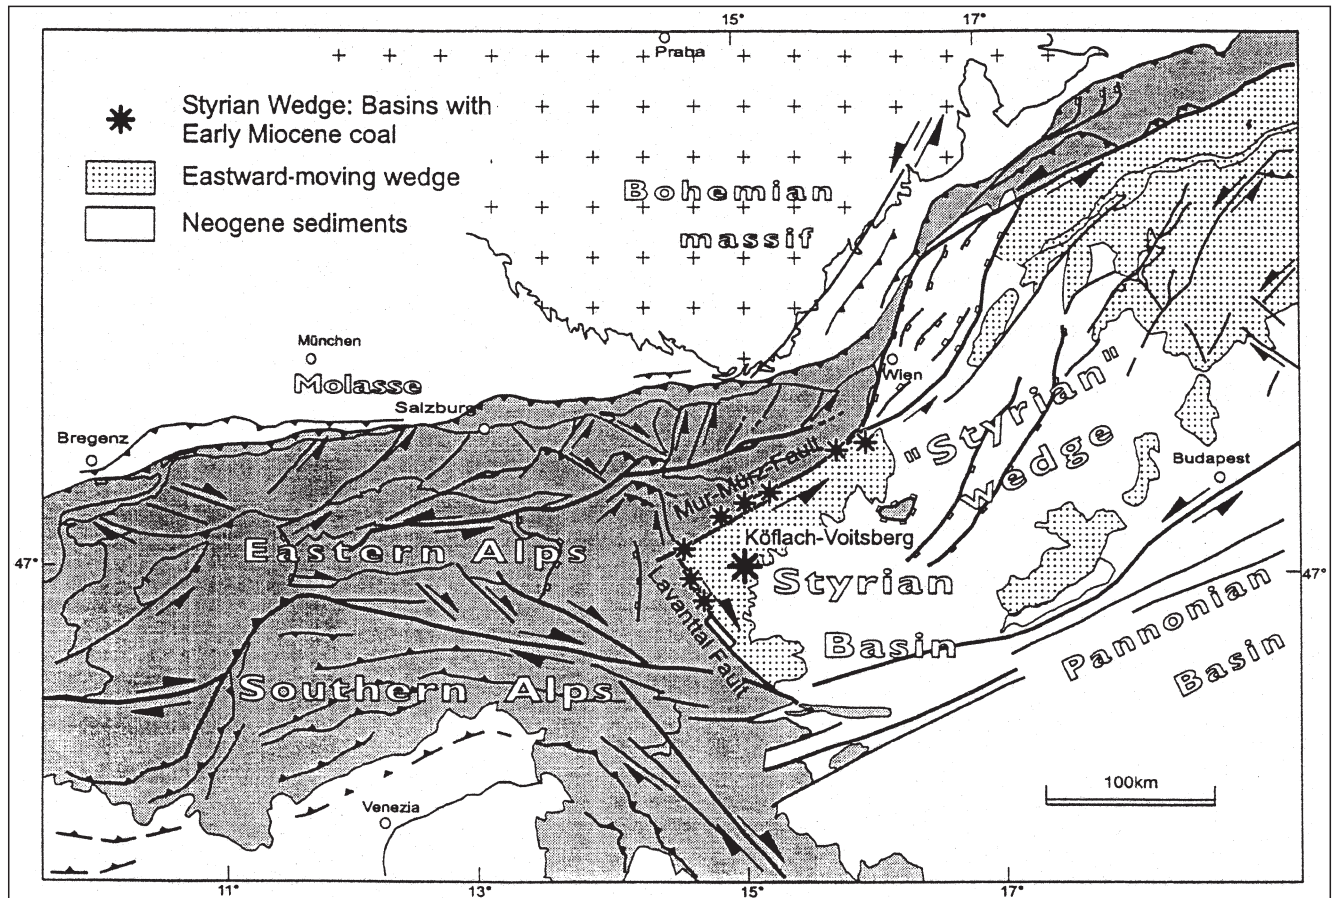 15°
17°
Praha
Styrian Wedge: Basins with
Early Miocene coal
Eastward-moving wedge
Neogene sediments
Bohemian
massif
München
Molasse
Salzburg
Bregenz
Wien
"Styrian"
wedge
Budapest
Mur-Mürz-Fault
Köflach-Voitsberg
Eastern Alps
Styrian
Basin
47°
47°
Lavanttal Fault
Pannonian
Basin
Southern Alps
100km
Venezia
11°
13°
15°
17°